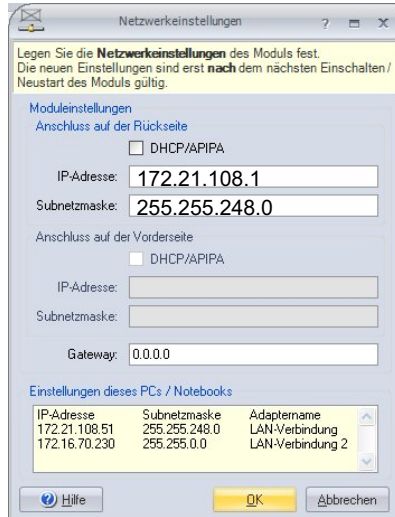 Netzwerkeinstellungen
Legen Sie die Netzwerkeinstellungen des Moduls fest.
Die neuen Einstellungen sind erst nach dem nächsten Einschalten /
Neustart des Moduls gültig.
Moduleinstellungen
Anschluss auf der Rückseite
DHCP/APIPA
IP-Adresse: 172.21.108.1
Subnetzmaske: 255.255.248.0
Anschluss auf der Vorderseite
DHCP/APIPA
IP-Adresse:
Subnetzmaske:
Gateway: 0.0.0.0
Einstellungen dieses PCs / Notebooks
IP-Adresse Subnetzmaske Adaptername
172.21.108.51 255.255.248.0 LAN-Verbindung
172.16.70.230 255.255.0.0 LAN-Verbindung 2
Hilfe OK Abbrechen